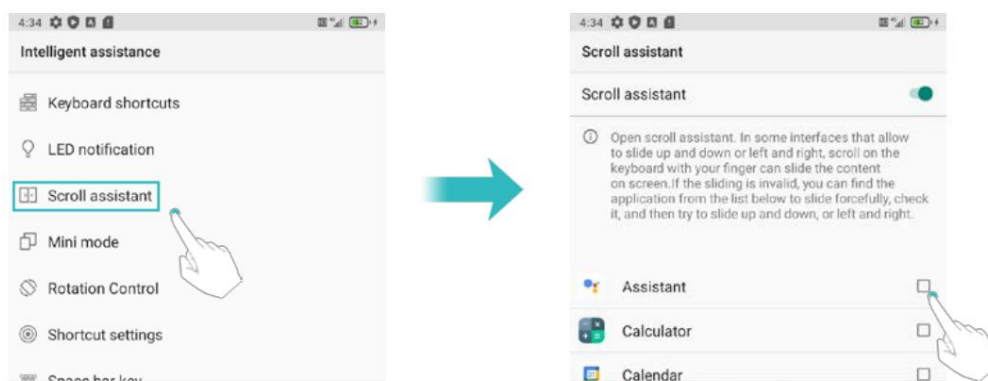 4:34
Intelligent assistance
Keyboard shortcuts
LED notification
Scroll assistant
Mini mode
Rotation Control
Shortcut settings
Space bar key
4:34
Scroll assistant
Scroll assistant
Open scroll assistant. In some interfaces that allow
to slide up and down or left and right, scroll on the
keyboard with your finger can slide the content
on screen.If the sliding is invalid, you can find the
application from the list below to slide forcefully, check
it, and then try to slide up and down, or left and right.
Assistant
Calculator
Calendar